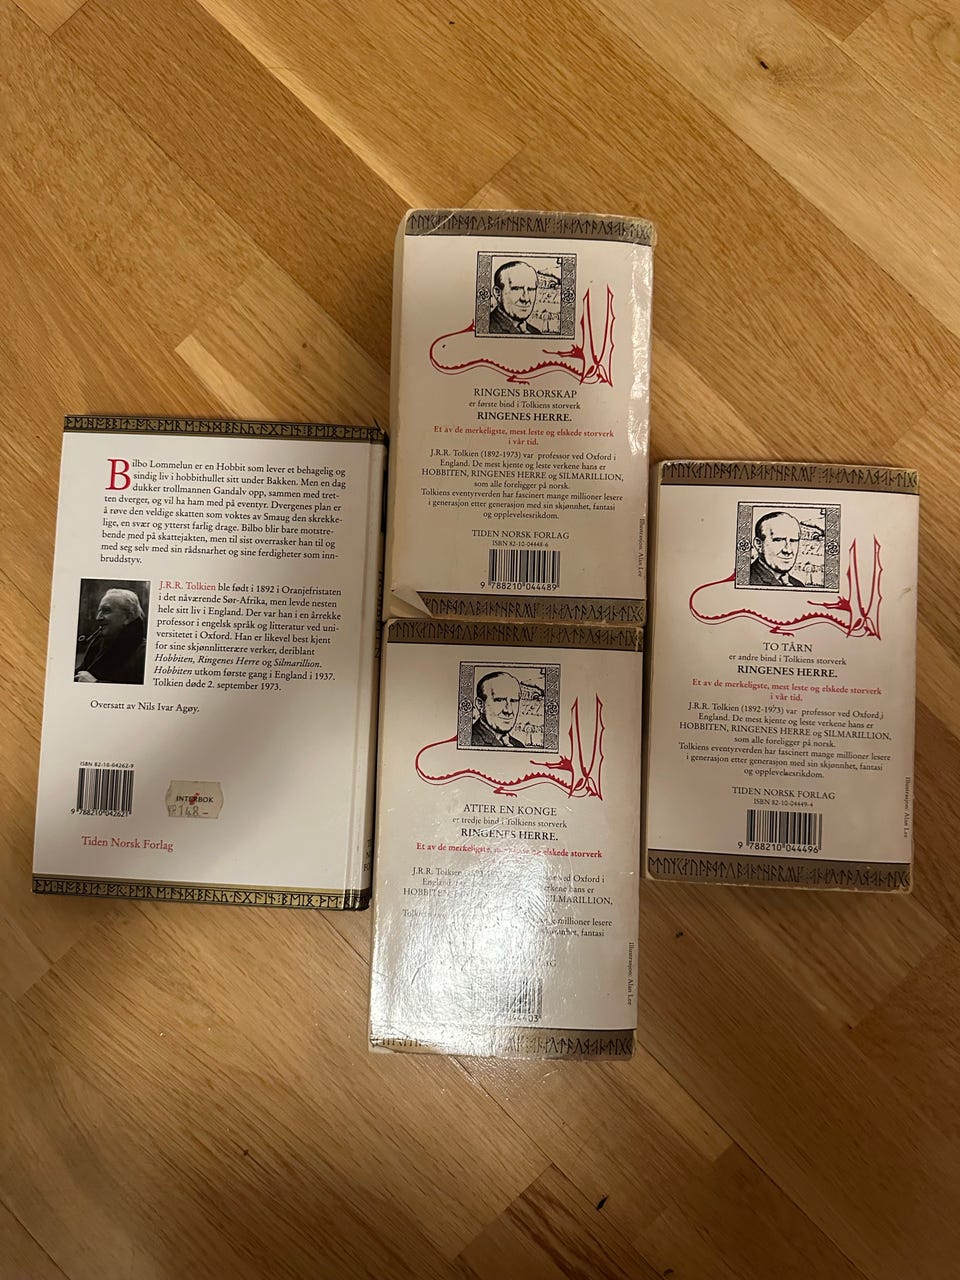 Bilbo Lommelun er en Hobbit som lever et behagelig og
sindig liv i hobbithullet sitt under Bakken. Men en dag
dukker trollmannen Gandalv opp, sammen med tret-
ten dverger, og vil ha ham med på eventyr. Dvergenes plan er
å røve den veldige skatten som voktes av Smaug den skrekke-
lige, en svær og ytterst farlig drage. Bilbo blir bare motstre-
bende med på skattejakten, men til sist overrasker han til og
med seg selv med sin rådsnarhet og sine ferdigheter som inn-
bruddstyv.
J.R.R. Tolkien ble født i 1892 i Oranjefristaten
i det nåværende Sør-Afrika, men levde nesten
hele sitt liv i England. Der var han i en årrekke
professor i engelsk språk og litteratur ved uni-
versitetet i Oxford. Han er likevel best kjent
for sine skjønnlitterære verker, deriblant
Hobbiten, Ringenes Herre og Silmarillion.
Hobbiten utkom første gang i England i 1937.
Tolkien døde 2. september 1973.
Oversatt av Nils Ivar Agøy.
ISBN 82-10-04262-9
9 788210 042621
INTERBOK
148.-
Tiden Norsk Forlag
RINGENS BRORSKAP
er første bind i Tolkiens storverk
RINGENES HERRE.
Et av de merkeligste, mest leste og elskede storverk
i vår tid.
J.R.R. Tolkien (1892-1973) var professor ved Oxford i
England. De mest kjente og leste verkene hans er
HOBBITEN, RINGENES HERRE og SILMARILLION,
som alle foreligger på norsk.
Tolkiens eventyrverden har fascinert mange millioner lesere
i generasjon etter generasjon med sin skjønnhet, fantasi
og opplevelsesrikdom.
TIDEN NORSK FORLAG
ISBN 82-10-04448-6
9 788210 044489
Illustrasjon: Alan Lee
ATTER EN KONGE
er tredje bind i Tolkiens storverk
RINGENES HERRE.
Et av de merkeligste, leste og elskede storverk
J.R.R. Tolkien ved Oxford i
England. verkene hans er
HOBBITEN, SILMARILLION,
millioner lesere
fantasi
Illustrasjon: Alan Lee
TO TÅRN
er andre bind i Tolkiens storverk
RINGENES HERRE.
Et av de merkeligste, mest leste og elskede storverk
i vår tid.
J.R.R. Tolkien (1892-1973) var professor ved Oxford i
England. De mest kjente og leste verkene hans er
HOBBITEN, RINGENES HERRE og SILMARILLION,
som alle foreligger på norsk.
Tolkiens eventyrverden har fascinert mange millioner lesere
i generasjon etter generasjon med sin skjønnhet, fantasi
og opplevelsesrikdom.
TIDEN NORSK FORLAG
ISBN 82-10-04449-4
9 788210 044496
Illustrasjon: Alan Lee